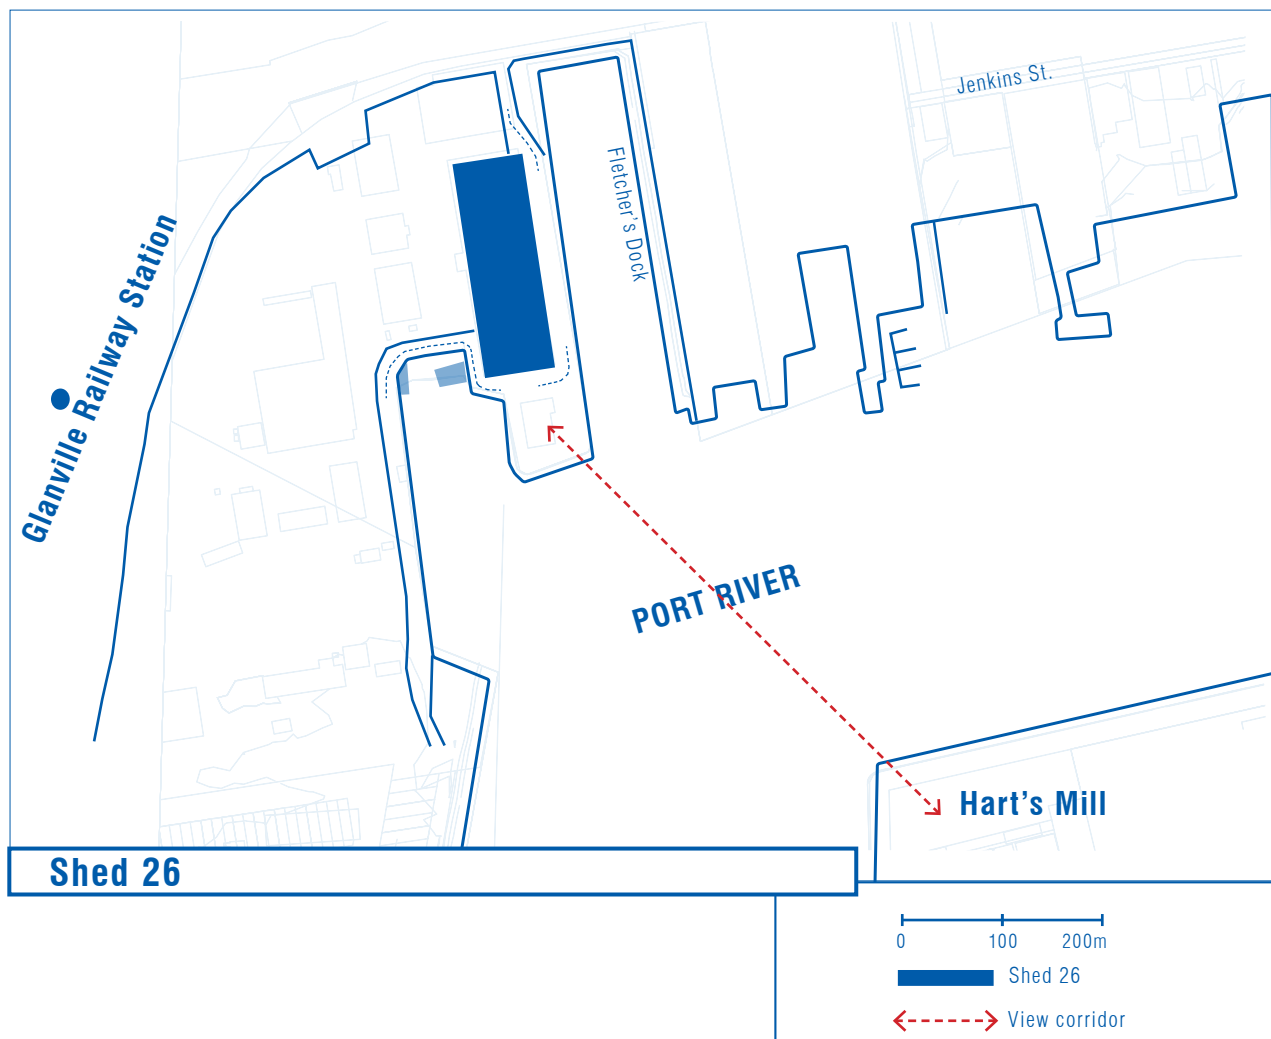 Jenkins St.
Fletcher's Dock
Glanville Railway Station
PORT RIVER
Hart's Mill
Shed 26
0 100 200m
Shed 26
View corridor